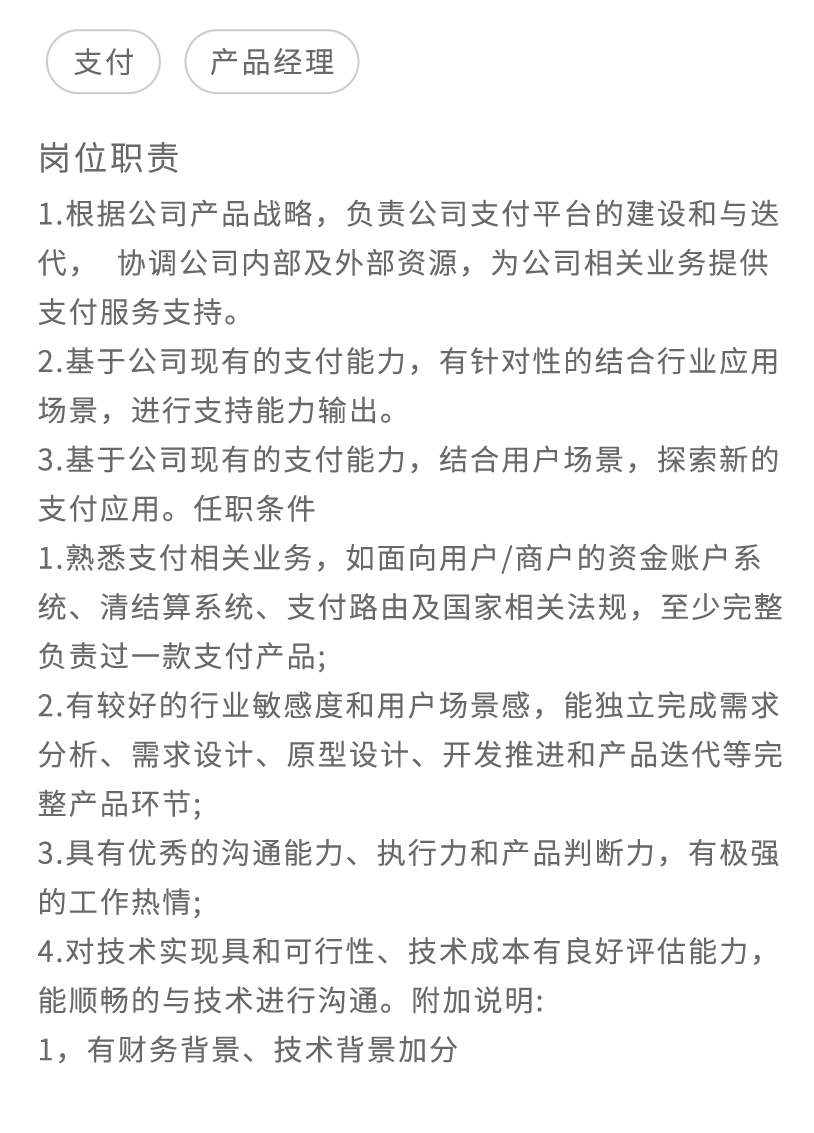 支付 产品经理
岗位职责
1.根据公司产品战略，负责公司支付平台的建设和与迭
代， 协调公司内部及外部资源，为公司相关业务提供
支付服务支持。
2.基于公司现有的支付能力，有针对性的结合行业应用
场景，进行支持能力输出。
3.基于公司现有的支付能力，结合用户场景，探索新的
支付应用。任职条件
1.熟悉支付相关业务，如面向用户/商户的资金账户系
统、清结算系统、支付路由及国家相关法规，至少完整
负责过一款支付产品;
2.有较好的行业敏感度和用户场景感，能独立完成需求
分析、需求设计、原型设计、开发推进和产品迭代等完
整产品环节;
3.具有优秀的沟通能力、执行力和产品判断力，有极强
的工作热情;
4.对技术实现具和可行性、技术成本有良好评估能力，
能顺畅的与技术进行沟通。附加说明:
1，有财务背景、技术背景加分